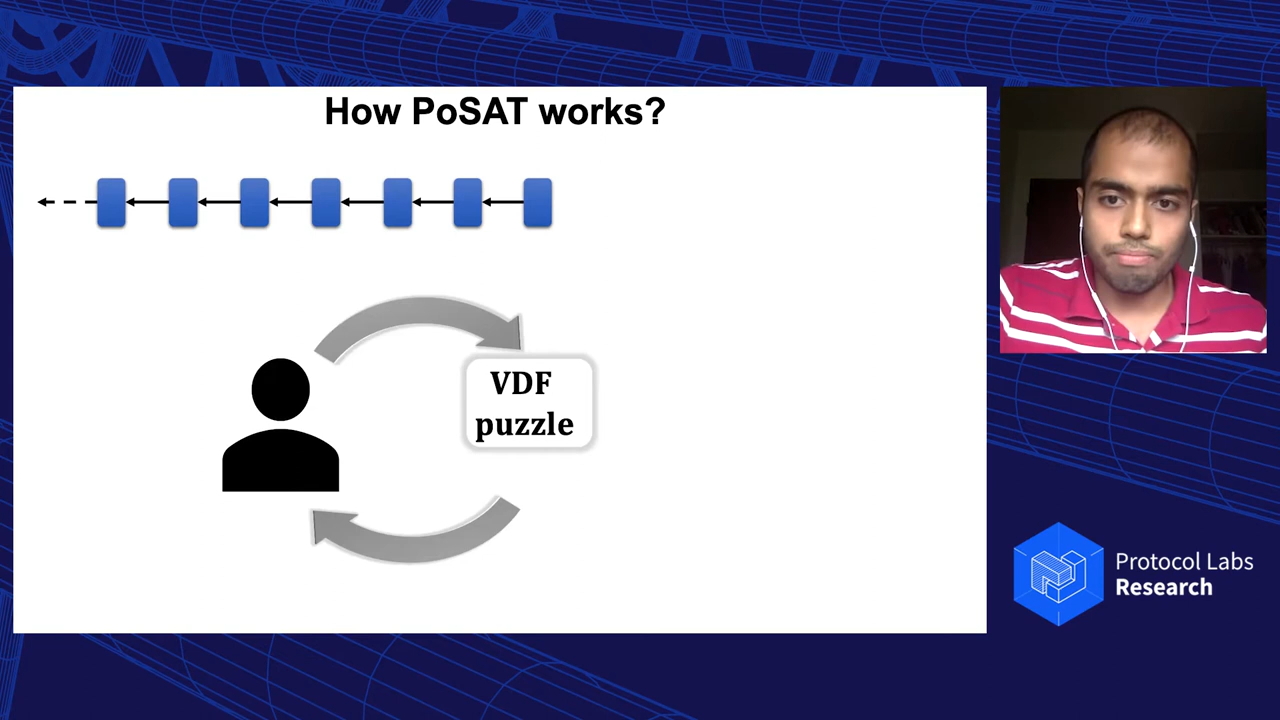 How PoSAT works?
VDF
puzzle
Protocol Labs
Research